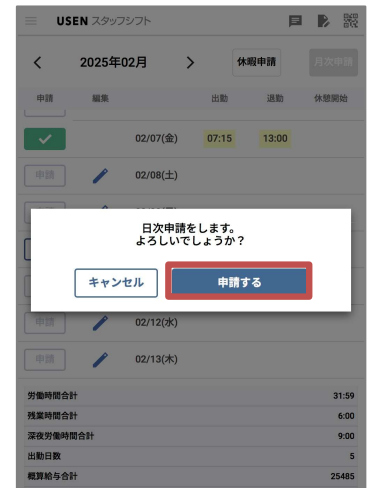 USEN スタッフシフト
2025年02月
休暇申請
月次申請
申請 編集 出勤 退勤 休憩開始
02/07(金) 07:15 13:00
申請 02/08(土)
日次申請をします。
よろしいでしょうか？
キャンセル 申請する
申請 02/12(水)
申請 02/13(木)
労働時間合計 31:59
残業時間合計 6:00
深夜労働時間合計 9:00
出勤日数 5
概算給与合計 25485